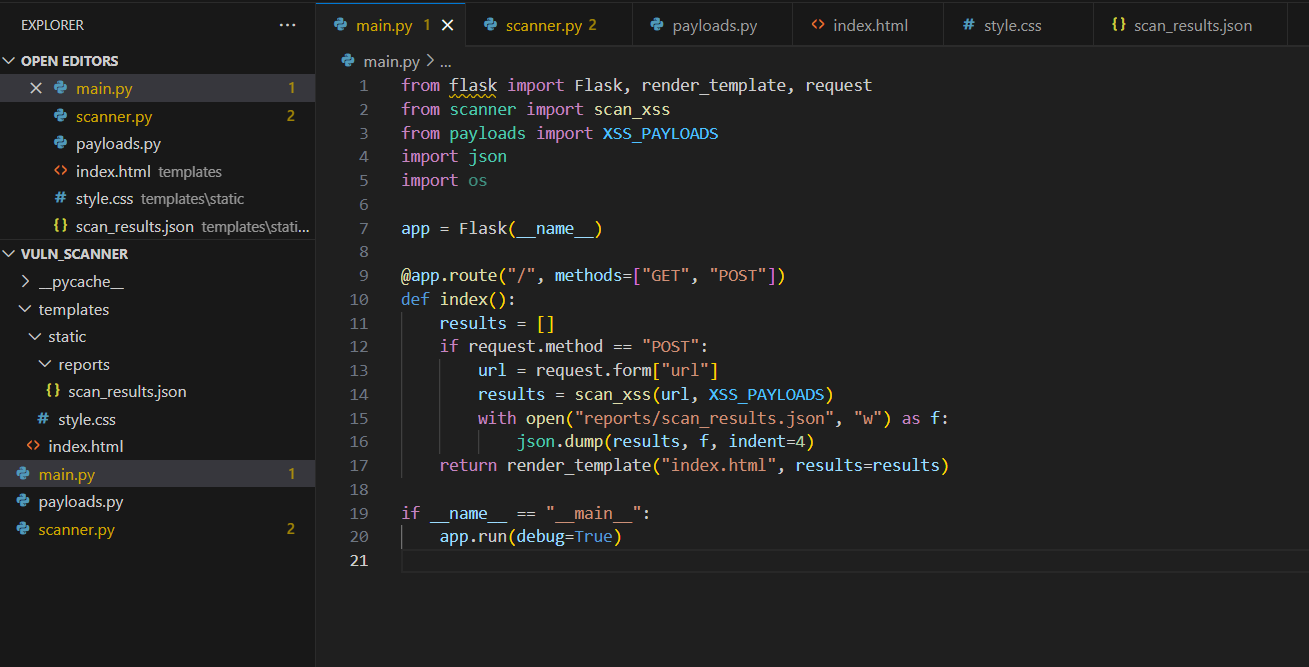 EXPLORER ...
OPEN EDITORS
main.py 1
scanner.py 2
payloads.py
<> index.html templates
# style.css templates\static
{} scan_results.json templates\stati...
VULN_SCANNER
__pycache__
templates
static
reports
{} scan_results.json
# style.css
<> index.html
main.py 1
payloads.py
scanner.py 2
main.py 1 scanner.py 2 payloads.py <> index.html # style.css {} scan_results.json
main.py > ...
1 from flask import Flask, render_template, request
2 from scanner import scan_xss
3 from payloads import XSS_PAYLOADS
4 import json
5 import os
6
7 app = Flask(__name__)
8
9 @app.route("/", methods=["GET", "POST"])
10 def index():
11     results = []
12     if request.method == "POST":
13         url = request.form["url"]
14         results = scan_xss(url, XSS_PAYLOADS)
15         with open("reports/scan_results.json", "w") as f:
16             json.dump(results, f, indent=4)
17     return render_template("index.html", results=results)
18
19 if __name__ == "__main__":
20     app.run(debug=True)
21